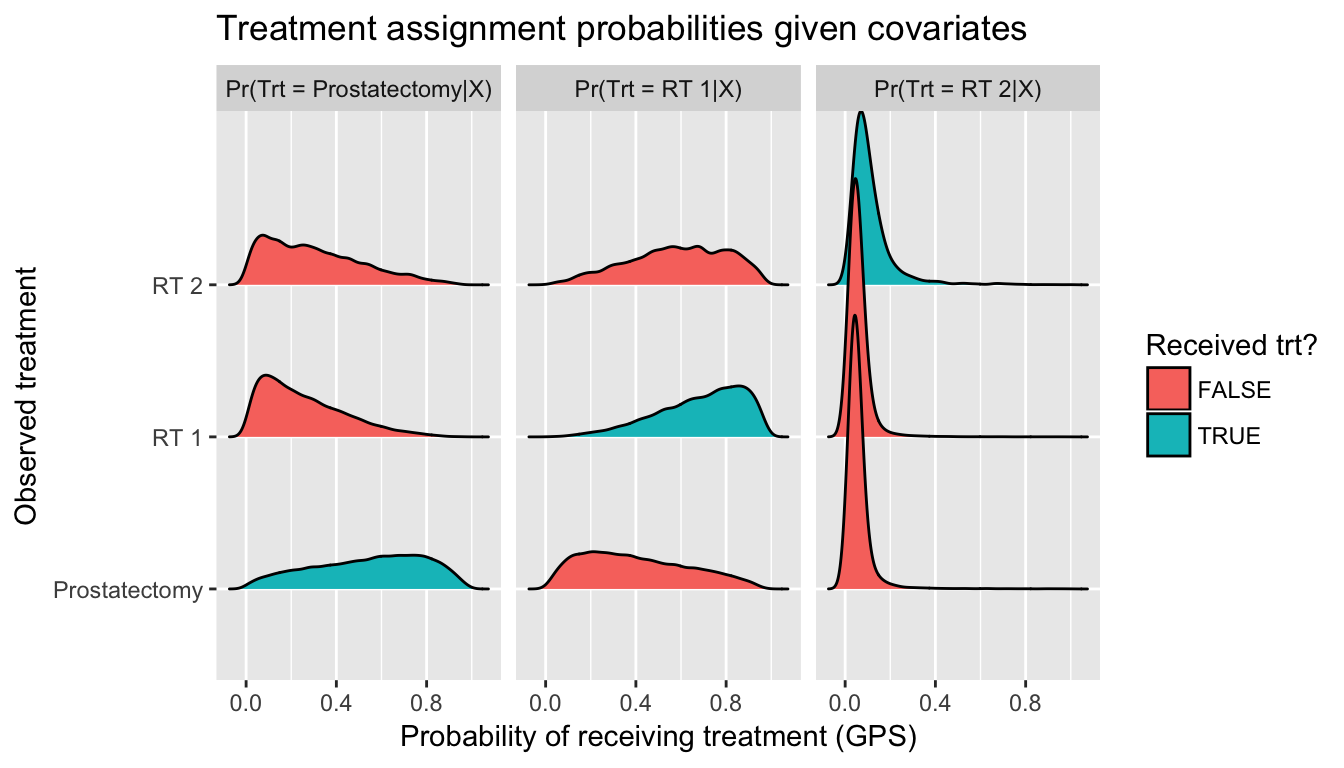 Treatment assignment probabilities given covariates
Pr(Trt = Prostatectomy|X)
Pr(Trt = RT 1|X)
Pr(Trt = RT 2|X)
Observed treatment
RT 2
RT 1
Prostatectomy
0.0 0.4 0.8
0.0 0.4 0.8
0.0 0.4 0.8
Probability of receiving treatment (GPS)
Received trt?
FALSE
TRUE